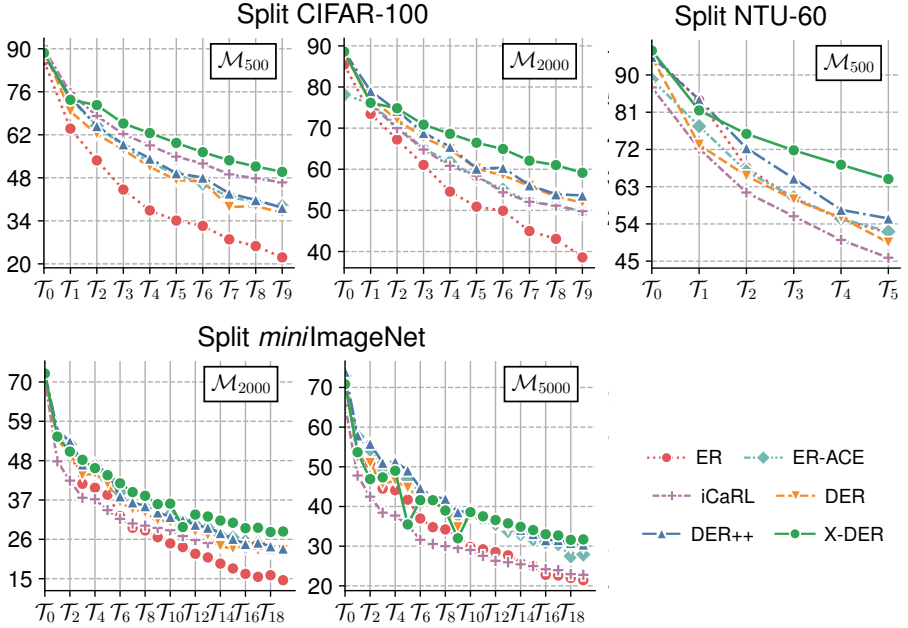 Split CIFAR-100
Split NTU-60
90
76
62
48
34
20
M500
T0 T1 T2 T3 T4 T5 T6 T7 T8 T9
90
80
70
60
50
40
M2000
T0 T1 T2 T3 T4 T5 T6 T7 T8 T9
90
81
72
63
54
45
M500
T0 T1 T2 T3 T4 T5
Split miniImageNet
70
59
48
37
26
15
M2000
T0 T2 T4 T6 T8 T10 T12 T14 T16 T18
70
60
50
40
30
20
M5000
T0 T2 T4 T6 T8 T10 T12 T14 T16 T18
ER
ER-ACE
iCaRL
DER
DER++
X-DER